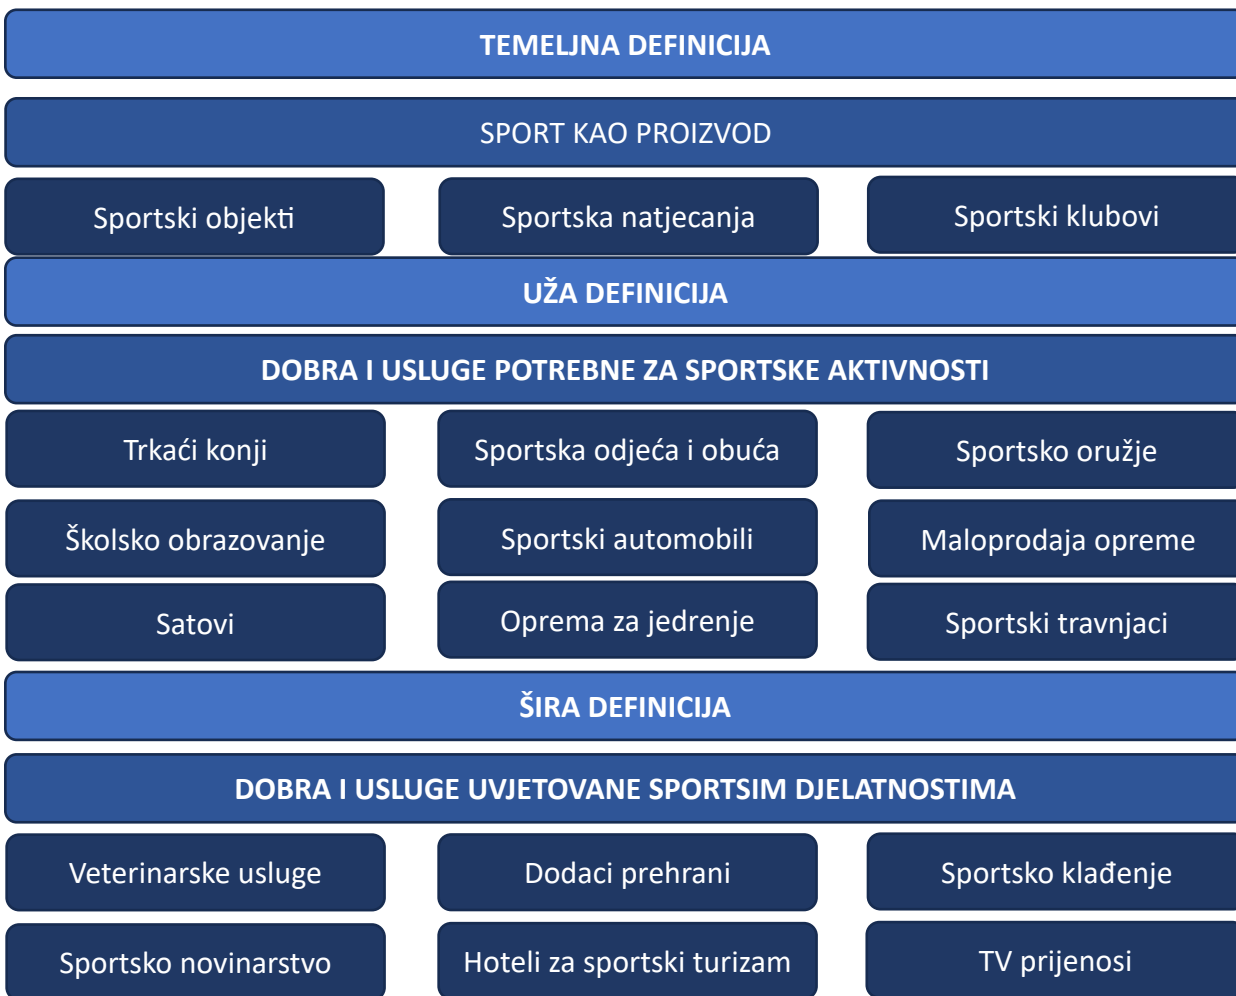 TEMELJNA DEFINICIJA
SPORT KAO PROIZVOD
Sportski objekti
Sportska natjecanja
Sportski klubovi
UŽA DEFINICIJA
DOBRA I USLUGE POTREBNE ZA SPORTSKE AKTIVNOSTI
Trkaći konji
Sportska odjeća i obuća
Sportsko oružje
Školsko obrazovanje
Sportski automobili
Maloprodaja opreme
Satovi
Oprema za jedrenje
Sportski travnjaci
ŠIRA DEFINICIJA
DOBRA I USLUGE UVJETOVANE SPORTSIM DJELATNOSTIMA
Veterinarske usluge
Dodaci prehrani
Sportsko klađenje
Sportsko novinarstvo
Hoteli za sportski turizam
TV prijenosi